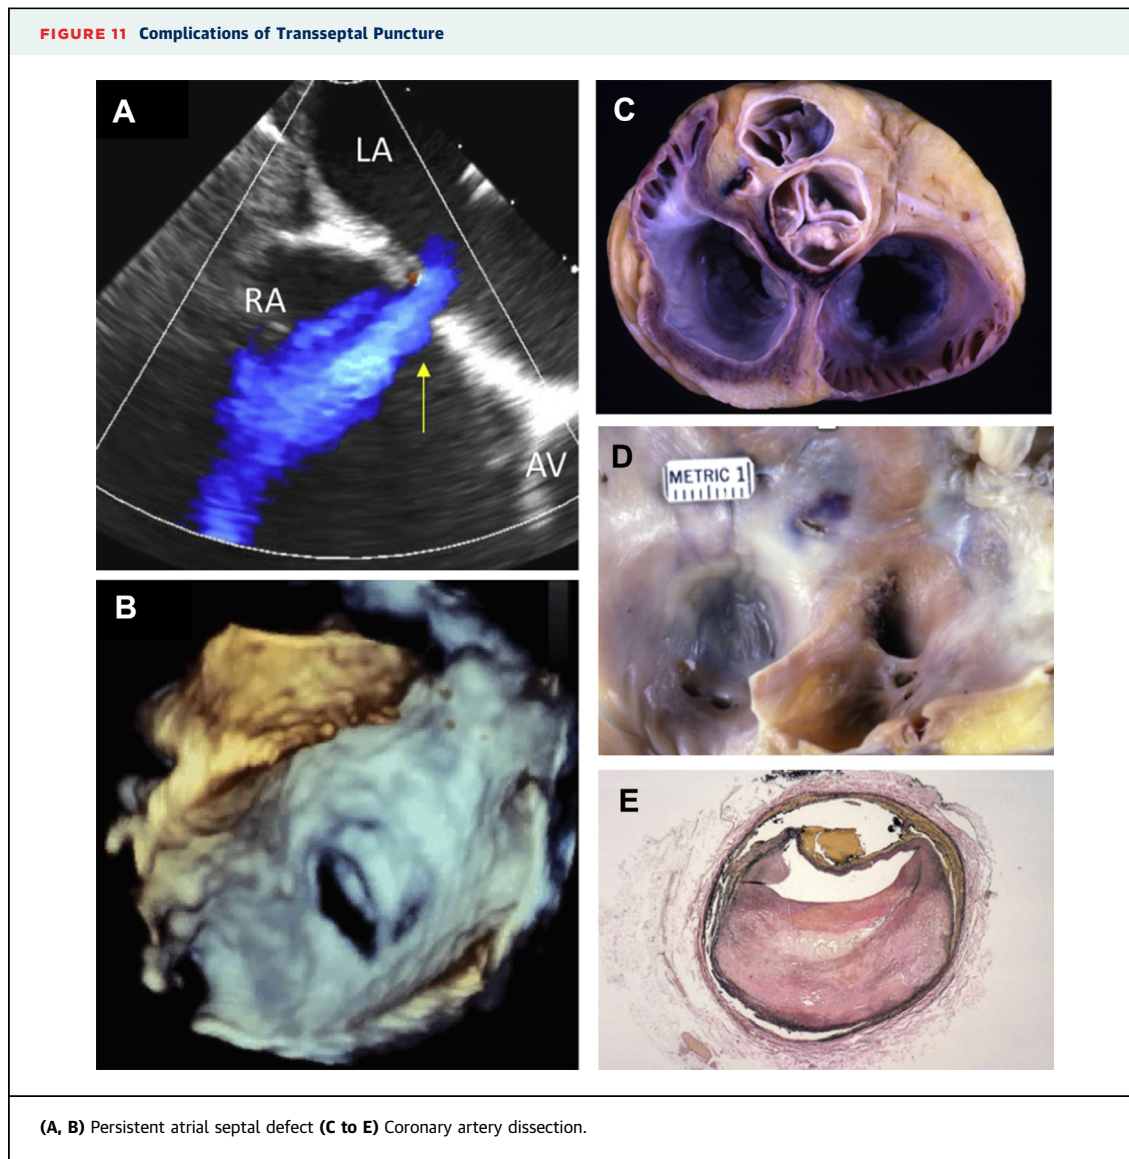 FIGURE 11 Complications of Transseptal Puncture
A
LA
RA
AV
B
C
D
METRIC 1
E
(A, B) Persistent atrial septal defect (C to E) Coronary artery dissection.